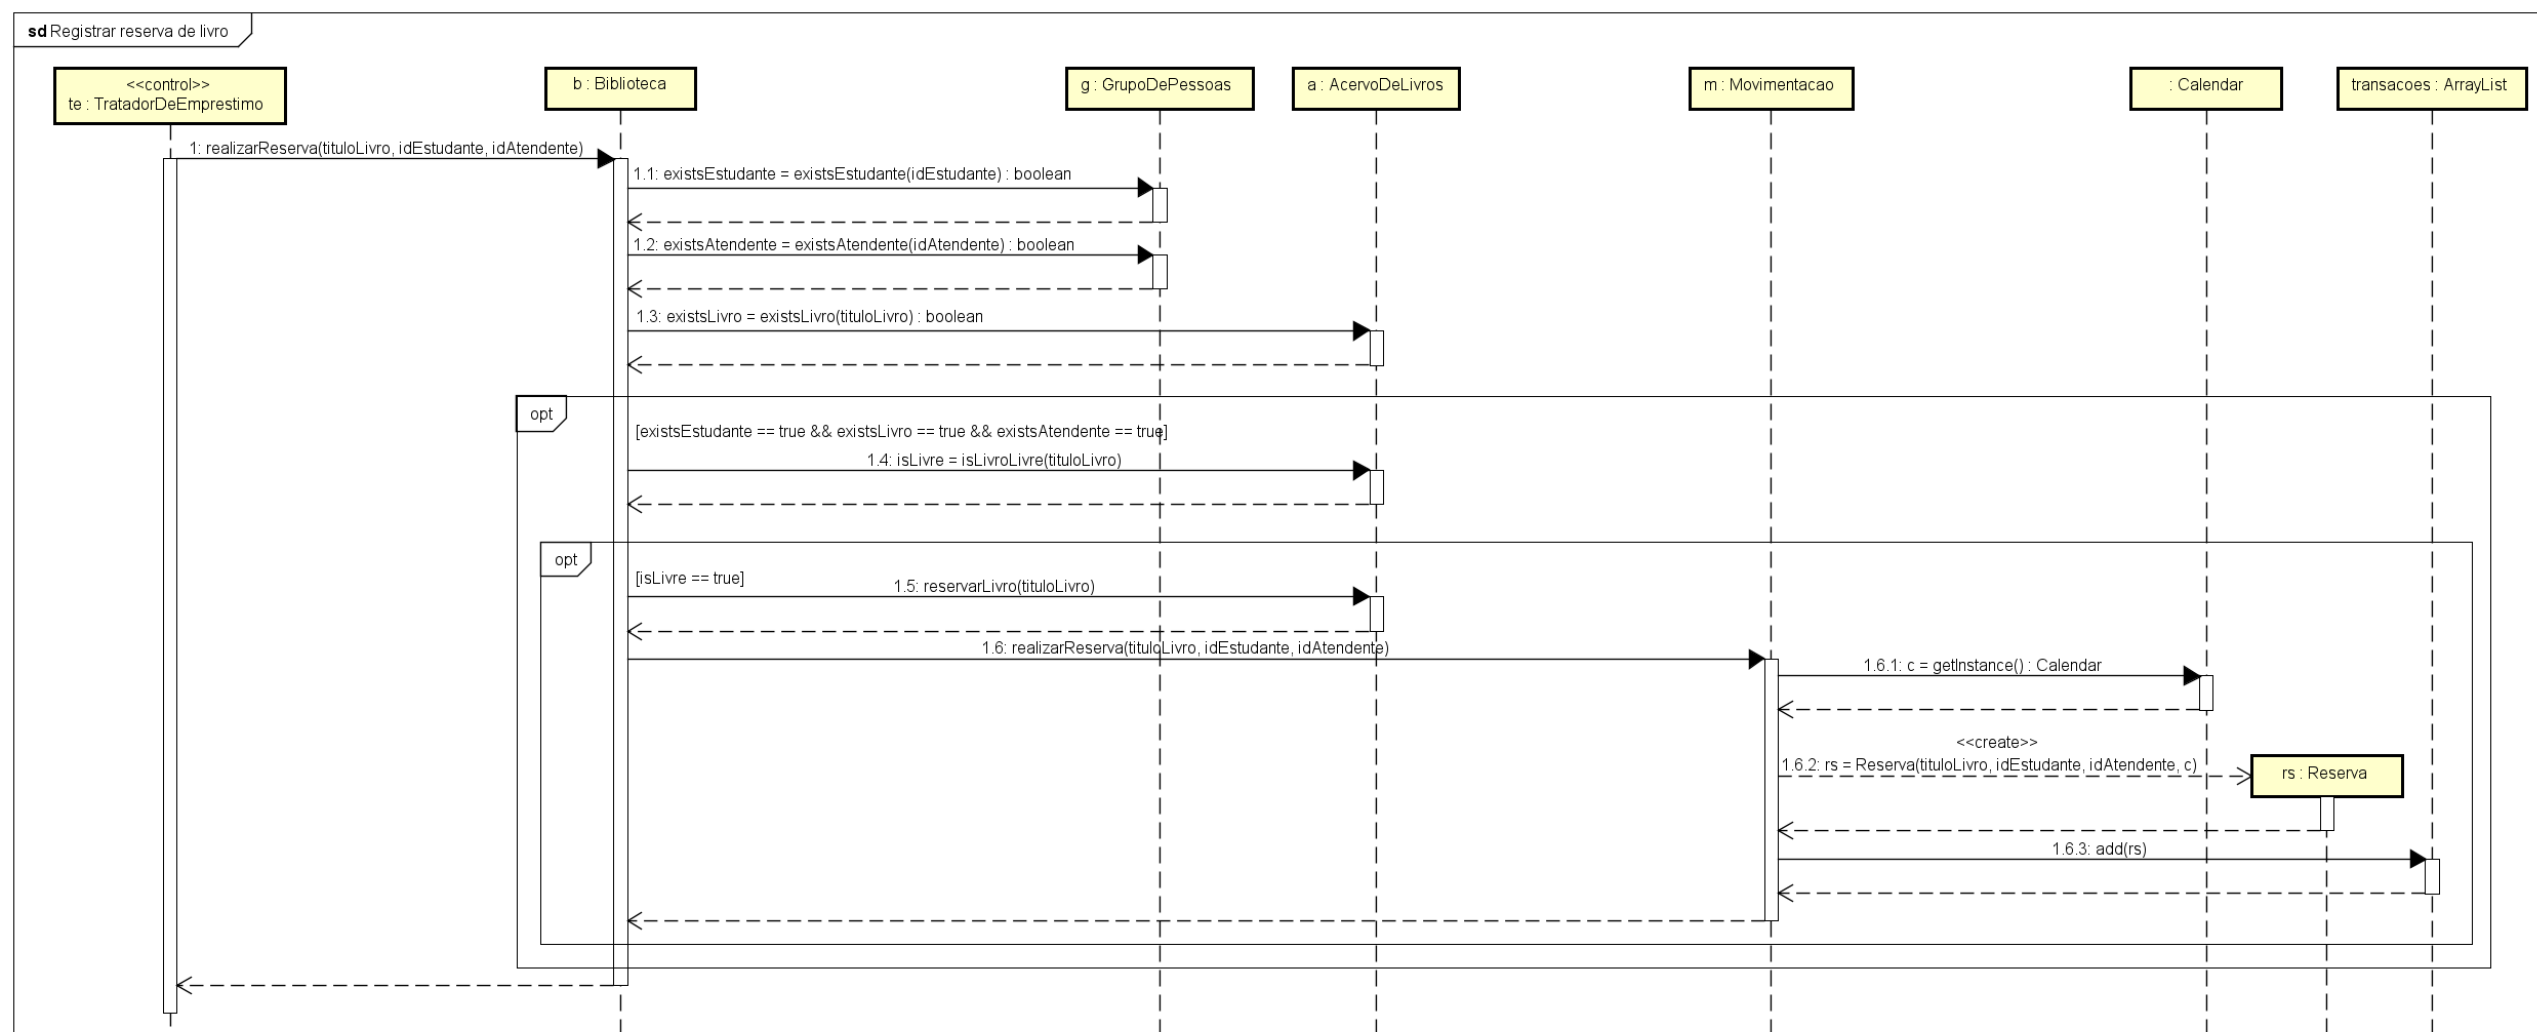 sd Registrar reserva de livro
<<control>>
te : TratadorDeEmprestimo
b : Biblioteca
g : GrupoDePessoas
a : AcervoDeLivros
m : Movimentacao
: Calendar
transacoes : ArrayList
1: realizarReserva(tituloLivro, idEstudante, idAtendente)
1.1: existsEstudante = existsEstudante(idEstudante) : boolean
1.2: existsAtendente = existsAtendente(idAtendente) : boolean
1.3: existsLivro = existsLivro(tituloLivro) : boolean
opt
[existsEstudante == true && existsLivro == true && existsAtendente == true]
1.4: isLivre = isLivroLivre(tituloLivro)
opt
[isLivre == true]
1.5: reservarLivro(tituloLivro)
1.6: realizarReserva(tituloLivro, idEstudante, idAtendente)
1.6.1: c = getInstance() : Calendar
<<create>>
1.6.2: rs = Reserva(tituloLivro, idEstudante, idAtendente, c)
rs : Reserva
1.6.3: add(rs)